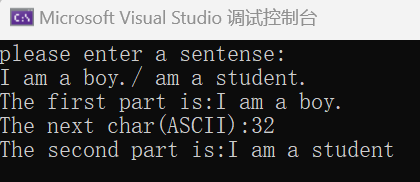 Microsoft Visual Studio 调试控制台
please enter a sentence:
I am a boy./ am a student.
The first part is:I am a boy.
The next char(ASCII):32
The second part is:I am a student